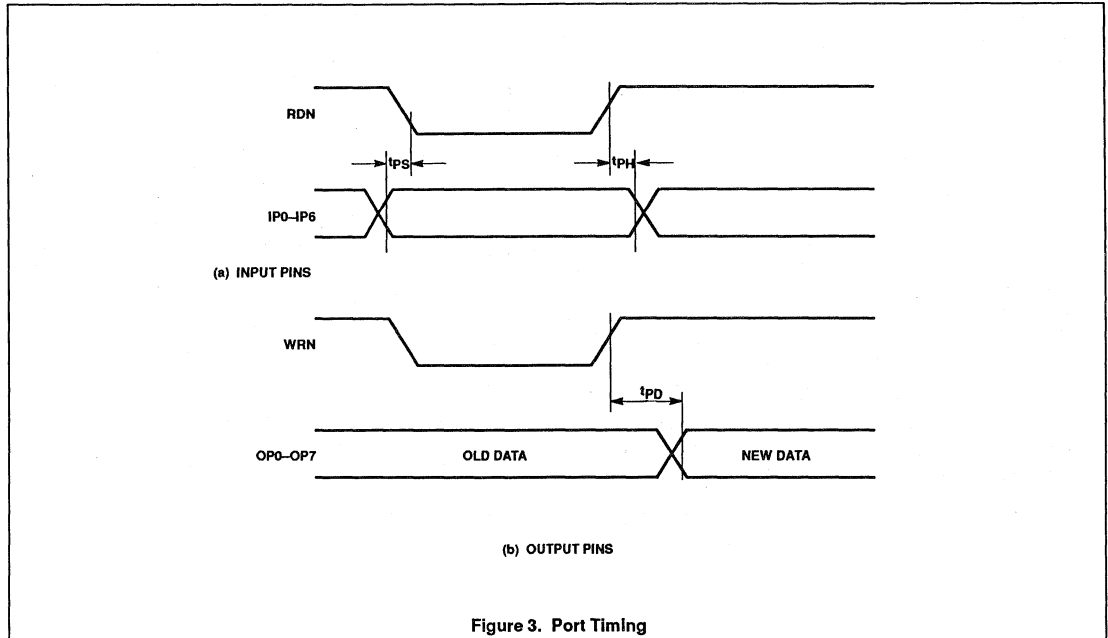 RDN
tPS
tPH
IP0–IP6
(a) INPUT PINS
WRN
tPD
OP0–OP7
OLD DATA
NEW DATA
(b) OUTPUT PINS
Figure 3. Port Timing